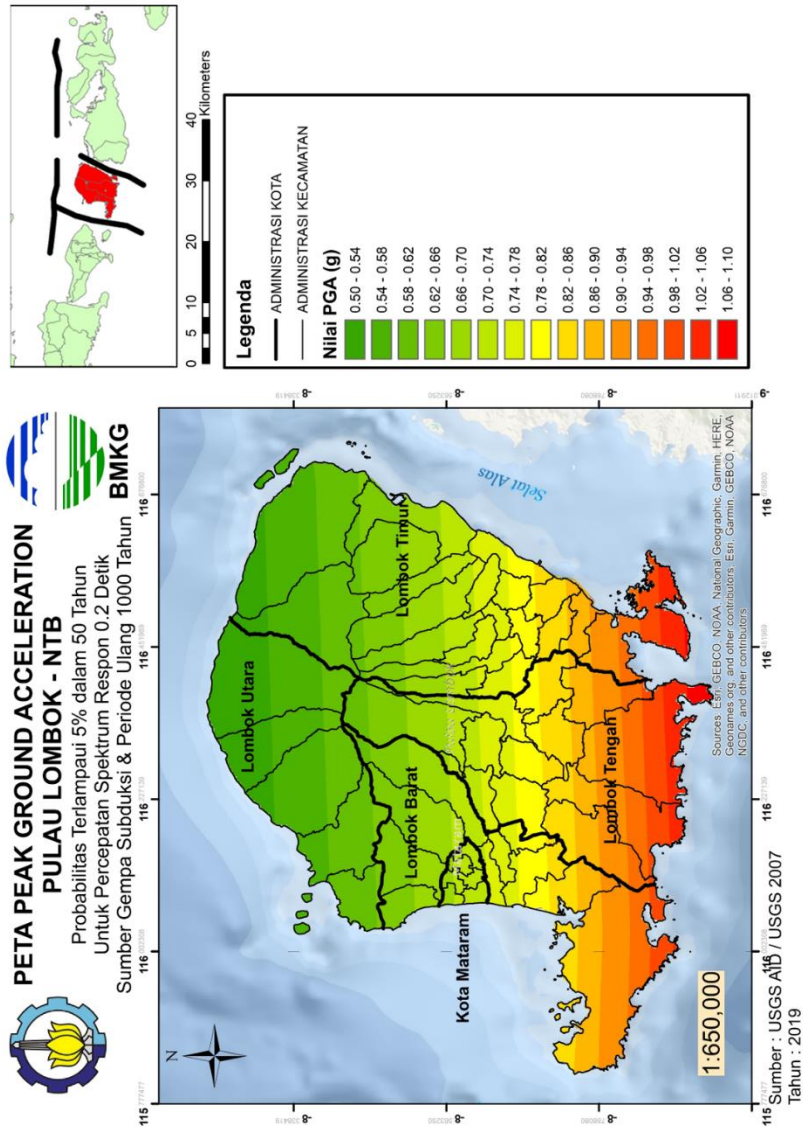 PETA PEAK GROUND ACCELERATION
PULAU LOMBOK - NTB
Probabilitas Terlampaui 5% dalam 50 Tahun
Untuk Percepatan Spektrum Respon 0.2 Detik
Sumber Gempa Subduksi & Periode Ulang 1000 Tahun
BMKG
N
Lombok Utara
Lombok Timur
Lombok Barat
Kota Mataram
Lombok Tengah
Selat Alas
1:650,000
Sources: Esri, GEBCO, NOAA, National Geographic, Garmin, HERE,
Geonames.org, and other contributors, Esri, Garmin, GEBCO, NOAA
NGDC, and other contributors
Sumber : USGS AID / USGS 2007
Tahun : 2019
115
116
116
116
116
-8
-8
-8
-9
0 5 10 20 30 40
Kilometers
Legenda
ADMINISTRASI KOTA
ADMINISTRASI KECAMATAN
Nilai PGA (g)
0.50 - 0.54
0.54 - 0.58
0.58 - 0.62
0.62 - 0.66
0.66 - 0.70
0.70 - 0.74
0.74 - 0.78
0.78 - 0.82
0.82 - 0.86
0.86 - 0.90
0.90 - 0.94
0.94 - 0.98
0.98 - 1.02
1.02 - 1.06
1.06 - 1.10